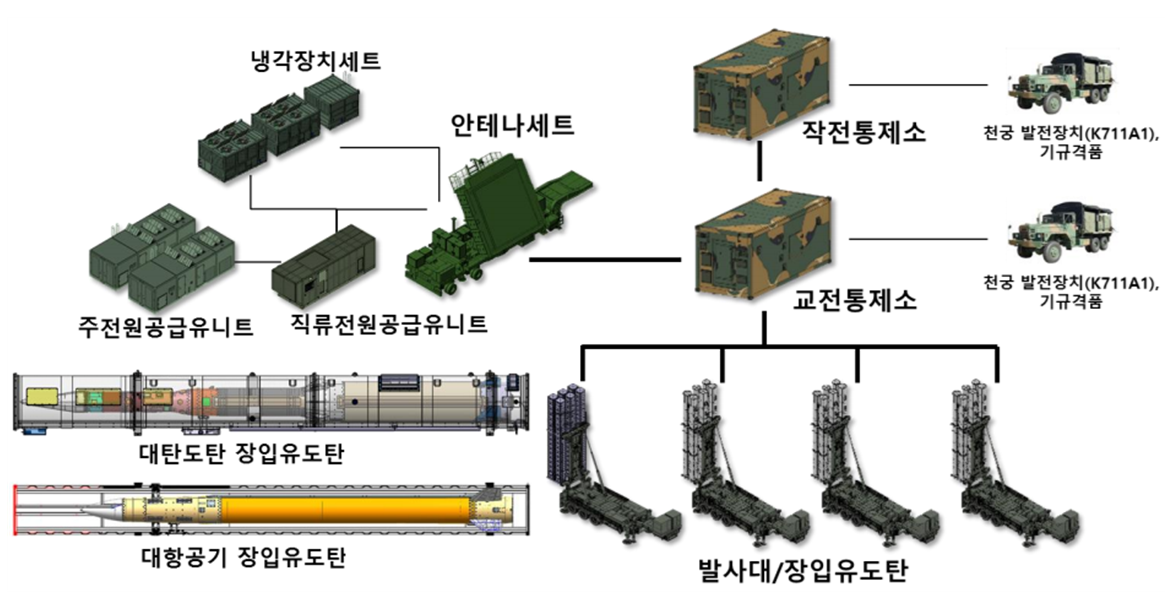 냉각장치세트
안테나세트
작전통제소
천궁 발전장치(K711A1),
기규격품
주전원공급유니트
직류전원공급유니트
교전통제소
천궁 발전장치(K711A1),
기규격품
대탄도탄 장입유도탄
대항공기 장입유도탄
발사대/장입유도탄